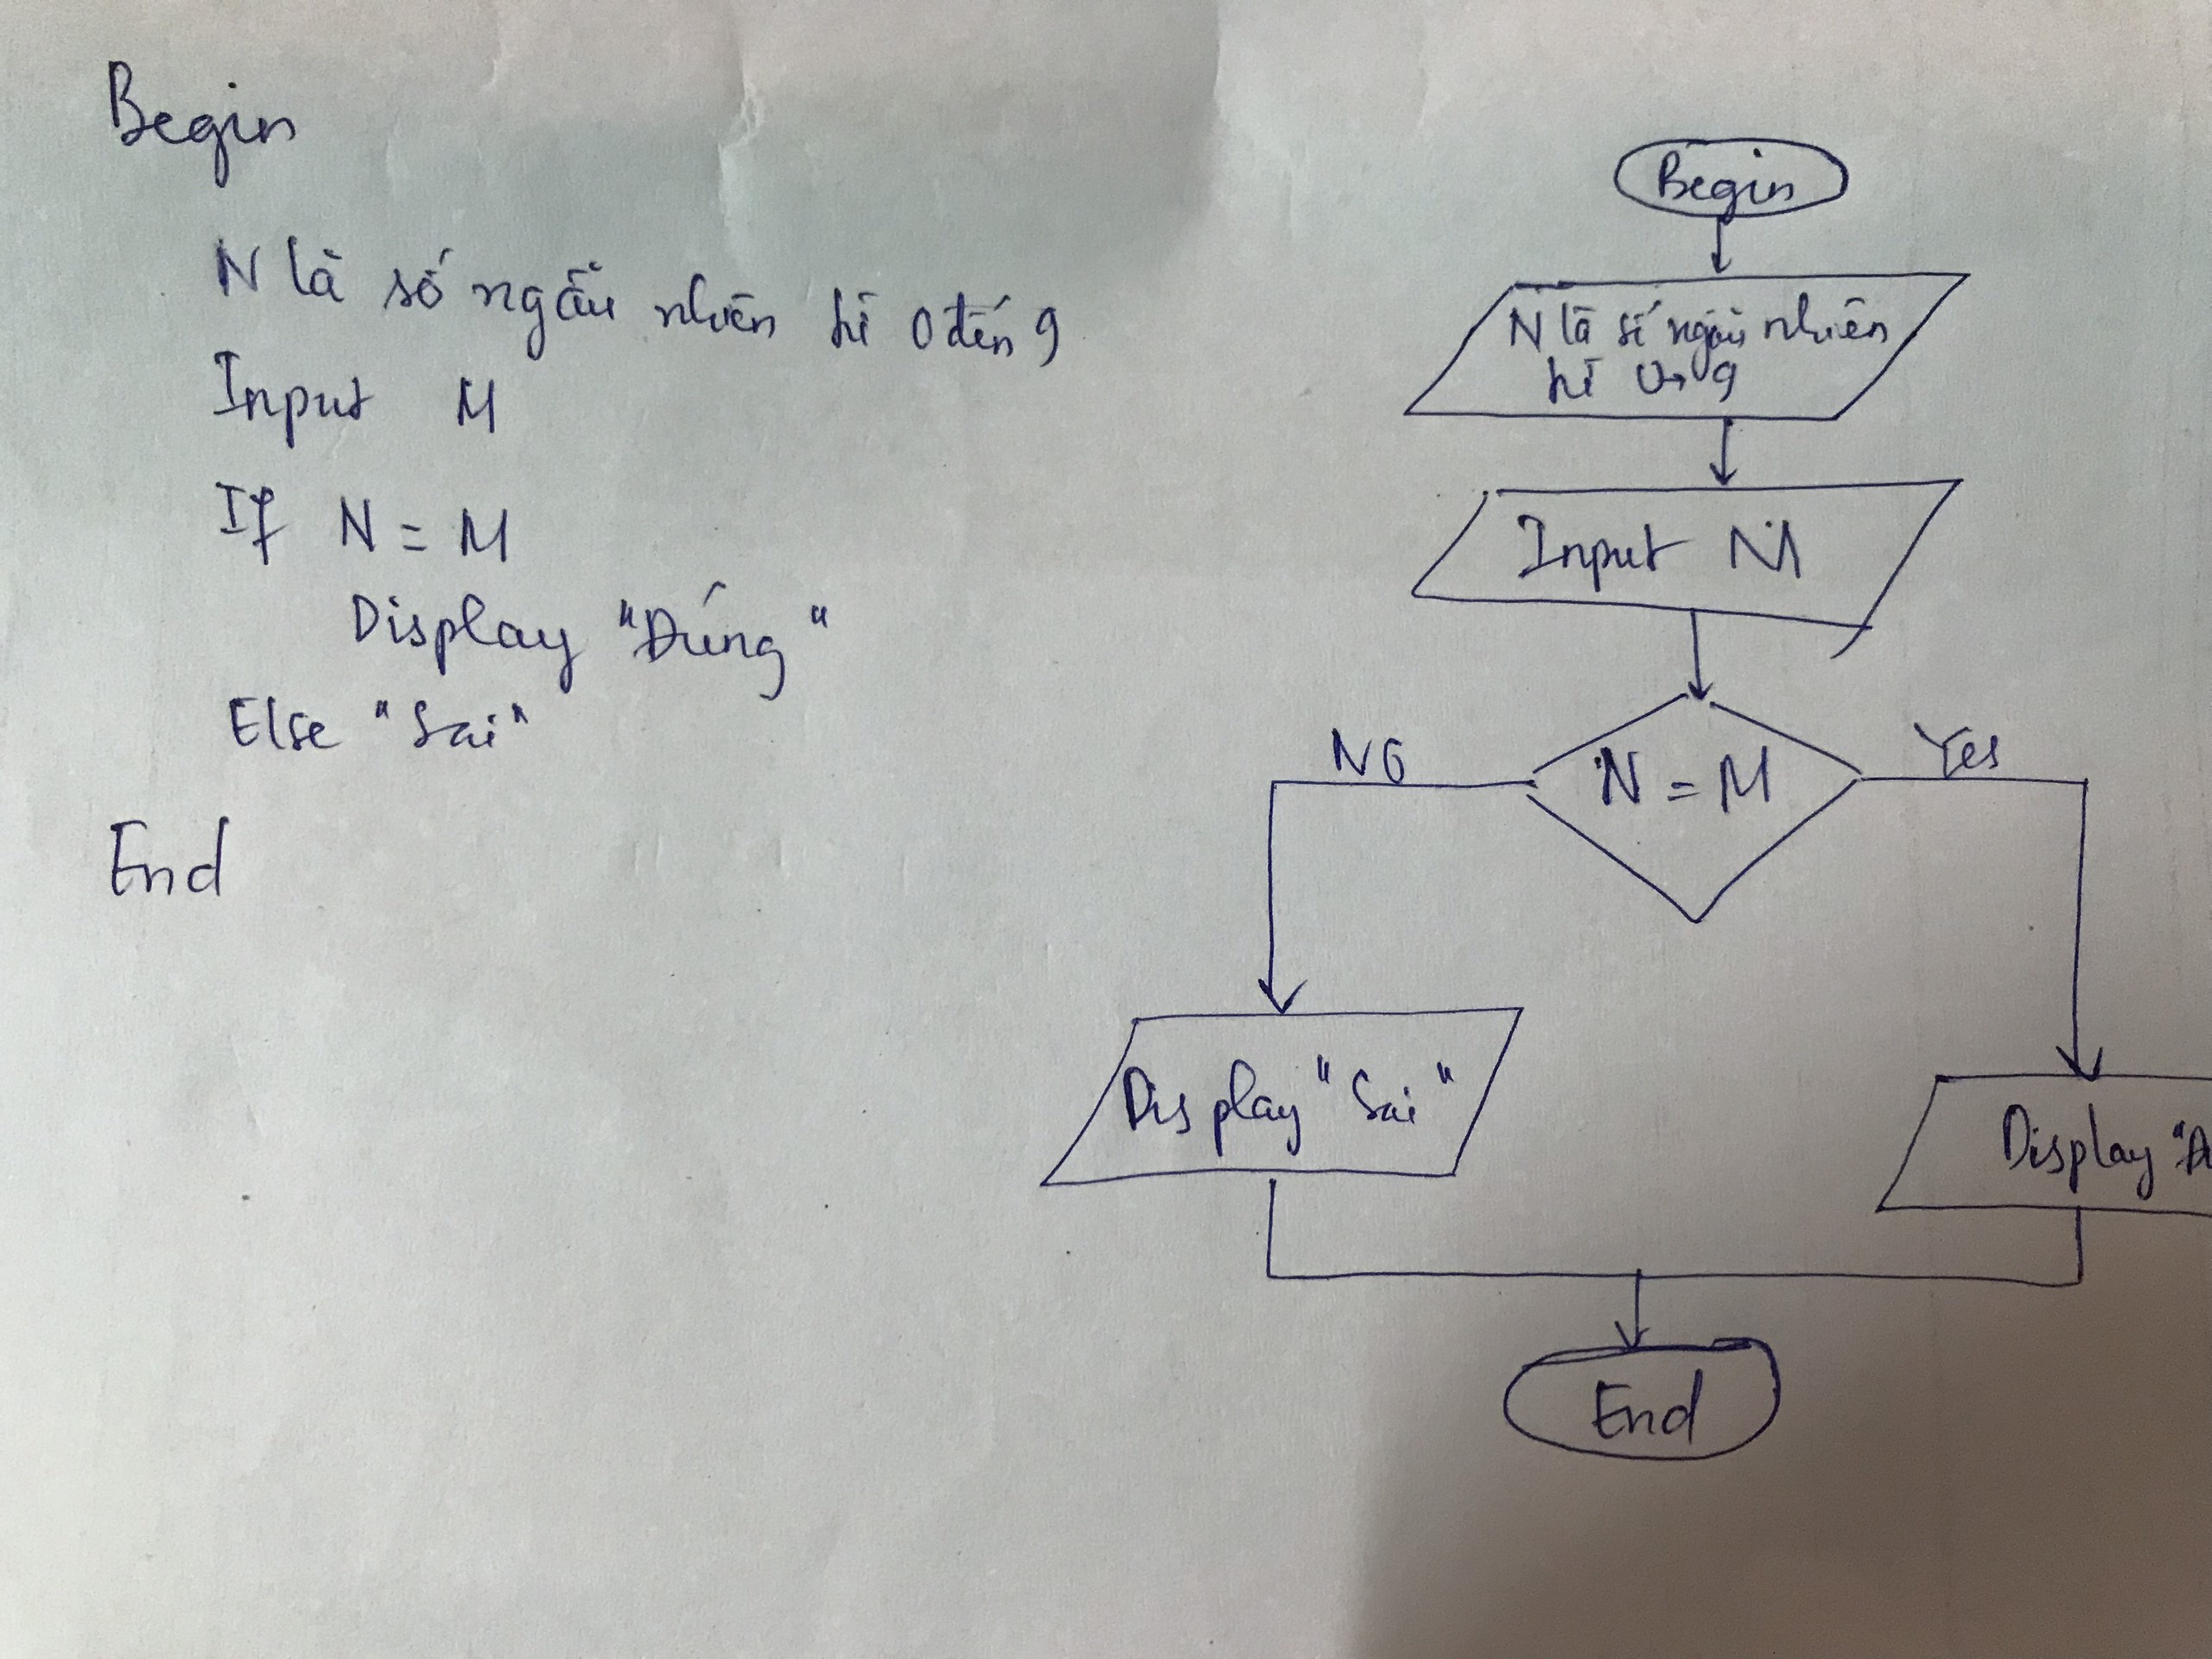 Begin
N là số ngẫu nhiên từ 0 đến 9
Input M
If N = M
Display "Đúng"
Else "Sai"
End
Begin
N là số ngẫu nhiên
từ 0 → 9
Input M
N = M
NO
Yes
Display "Sai"
Display "Đ
End